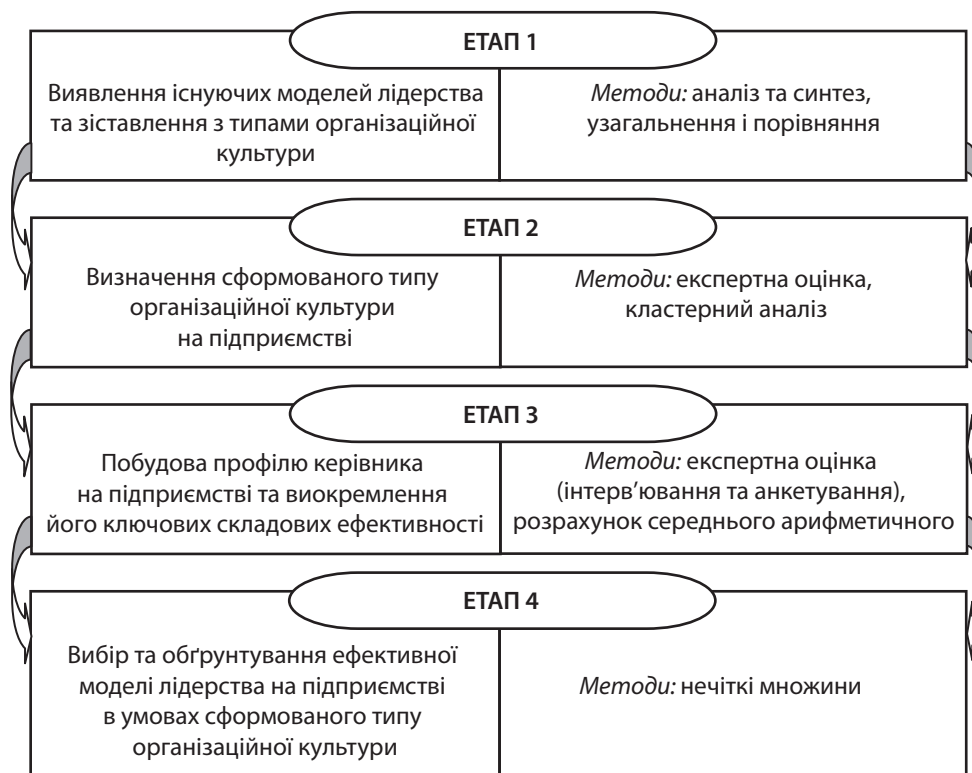 ЕТАП 1
Виявлення існуючих моделей лідерства
та зіставлення з типами організаційної
культури
Методи: аналіз та синтез,
узагальнення і порівняння
ЕТАП 2
Визначення сформованого типу
організаційної культури
на підприємстві
Методи: експертна оцінка,
кластерний аналіз
ЕТАП 3
Побудова профілю керівника
на підприємстві та виокремлення
його ключових складових ефективності
Методи: експертна оцінка
(інтерв'ювання та анкетування),
розрахунок середнього арифметичного
ЕТАП 4
Вибір та обґрунтування ефективної
моделі лідерства на підприємстві
в умовах сформованого типу
організаційної культури
Методи: нечіткі множини